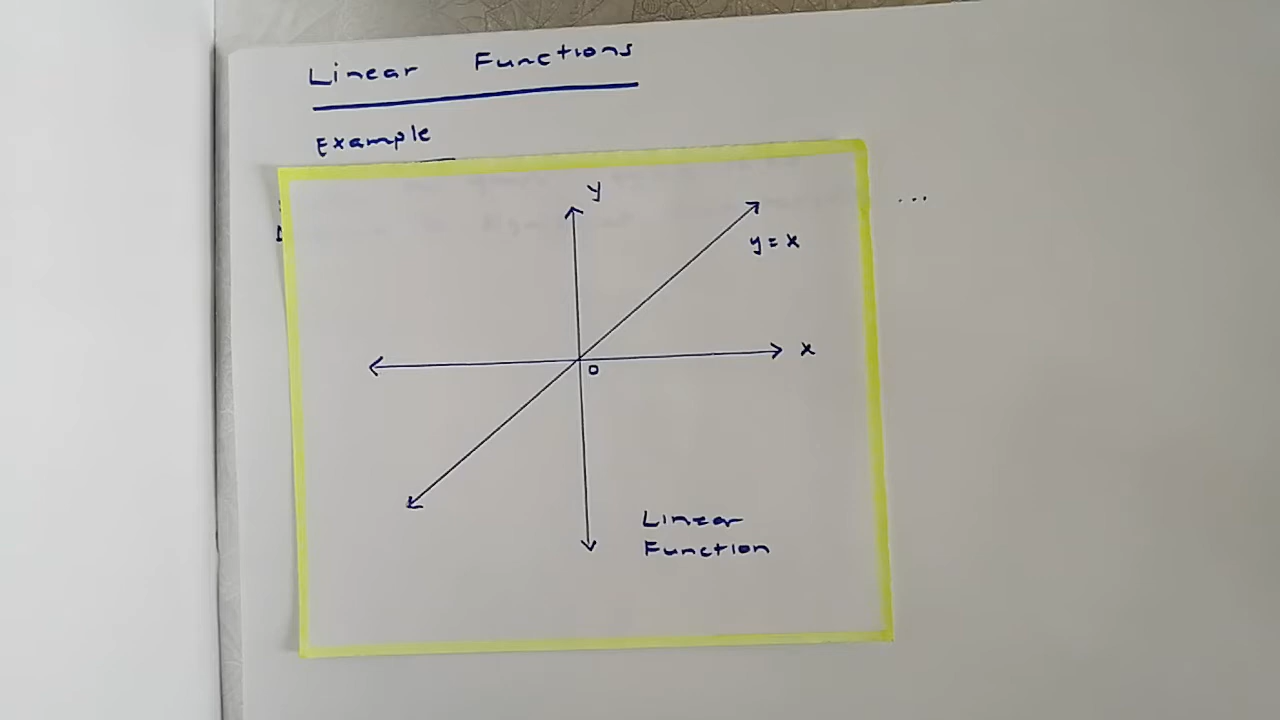 Linear Functions
Example
...
y
y = x
x
0
Linear
Function